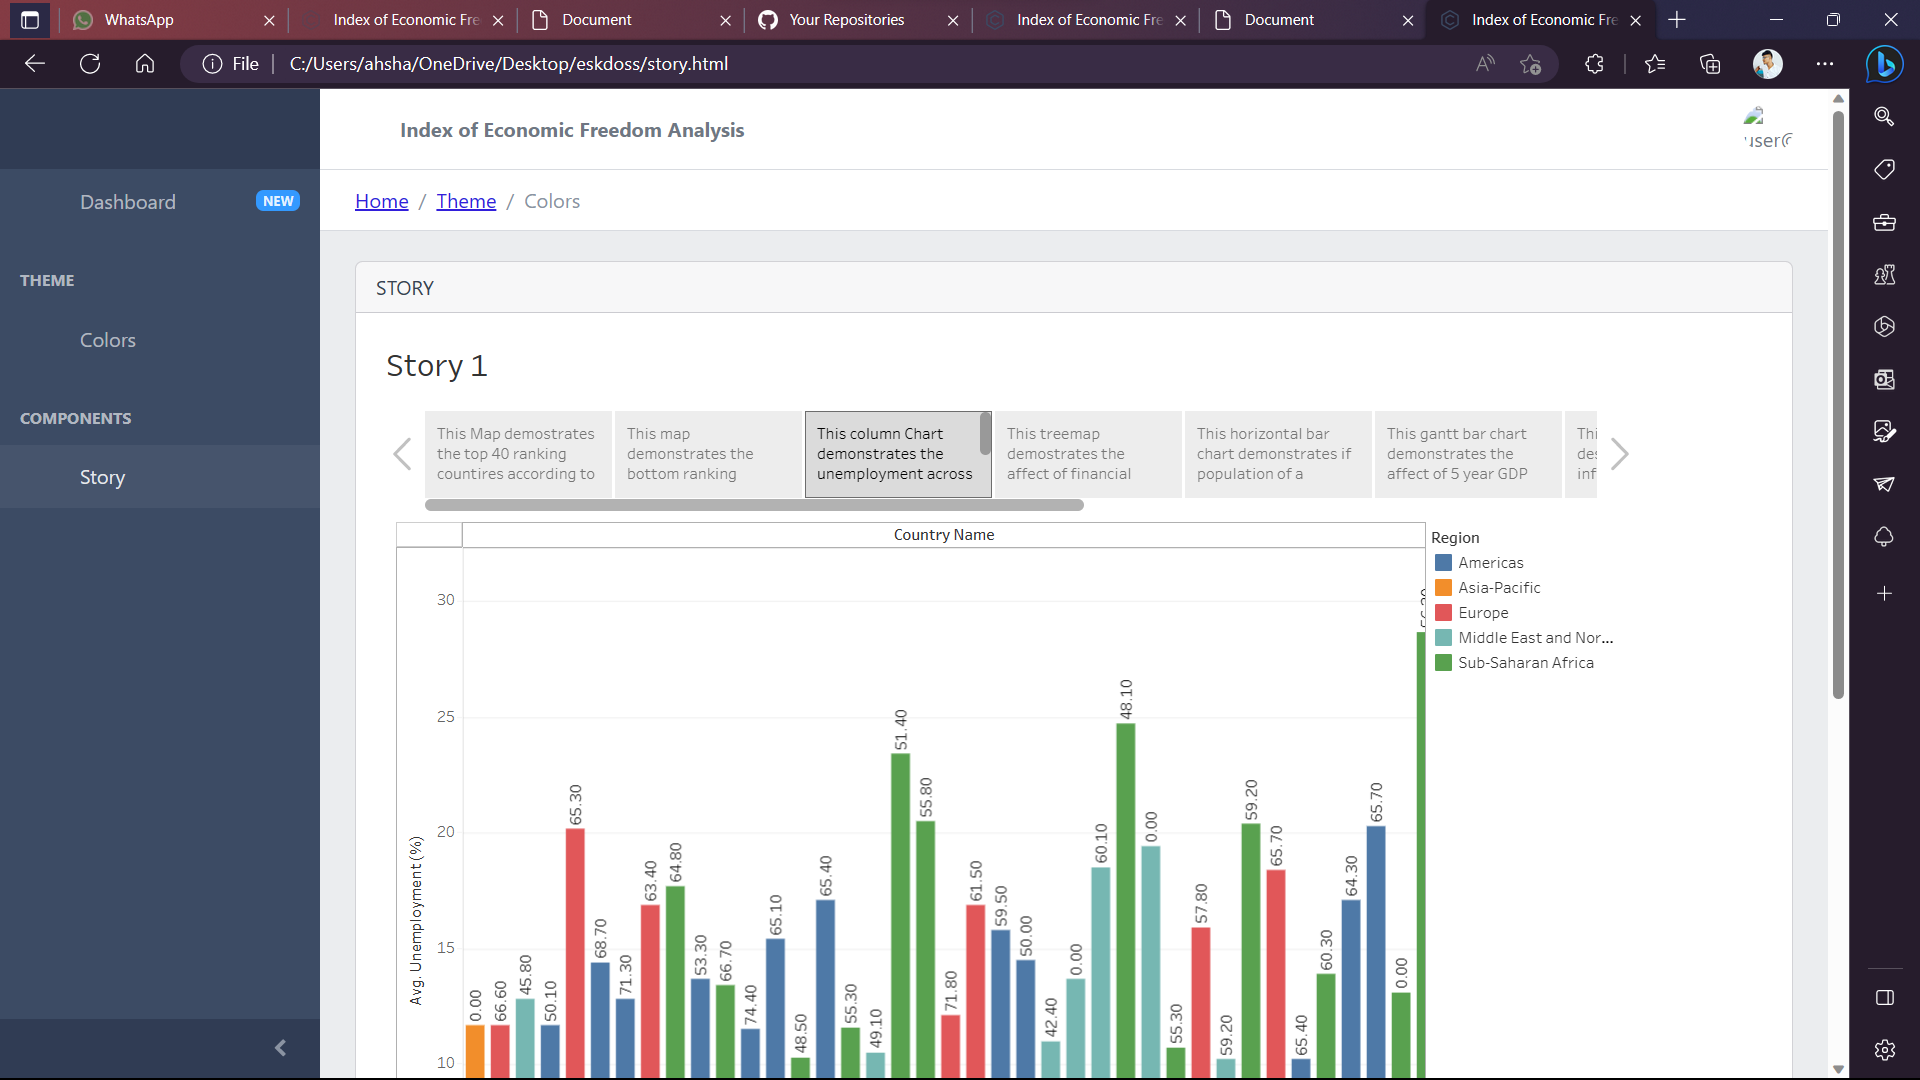 WhatsApp
Index of Economic Fre
Document
Your Repositories
Index of Economic Fre
Document
Index of Economic Fre
File
C:/Users/ahsha/OneDrive/Desktop/eskdoss/story.html
Index of Economic Freedom Analysis
Dashboard
NEW
Home / Theme / Colors
THEME
Colors
COMPONENTS
Story
STORY
Story 1
This Map demostrates
the top 40 ranking
countires according to
This map
demonstrates the
bottom ranking
This column Chart
demonstrates the
unemployment across
This treemap
demostrates the
affect of financial
This horizontal bar
chart demonstrates if
population of a
This gantt bar chart
demonstrates the
affect of 5 year GDP
Country Name
Region
Americas
Asia-Pacific
Europe
Middle East and Nor...
Sub-Saharan Africa
Avg. Unemployment (%)
30
25
20
15
10
0.00
66.60
45.80
50.10
65.30
68.70
71.30
63.40
64.80
53.30
66.70
74.40
65.10
48.50
65.40
55.30
49.10
51.40
55.80
71.80
61.50
59.50
50.00
42.40
0.00
60.10
48.10
0.00
55.30
57.80
59.20
59.20
65.70
65.40
60.30
64.30
65.70
0.00